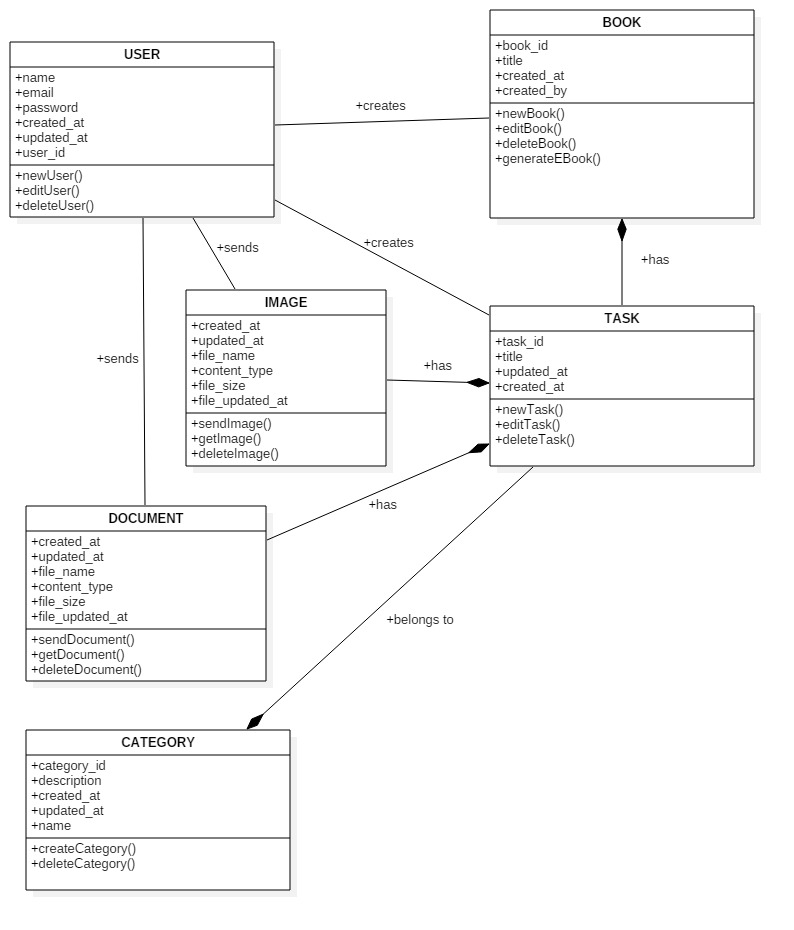 BOOK
+book_id
+title
+created_at
+created_by
+newBook()
+editBook()
+deleteBook()
+generateEBook()
USER
+name
+email
+password
+created_at
+updated_at
+user_id
+newUser()
+editUser()
+deleteUser()
+creates
+sends
+creates
+has
IMAGE
+created_at
+updated_at
+file_name
+content_type
+file_size
+file_updated_at
+sendImage()
+getImage()
+deleteImage()
TASK
+task_id
+title
+updated_at
+created_at
+newTask()
+editTask()
+deleteTask()
+sends
+has
+has
DOCUMENT
+created_at
+updated_at
+file_name
+content_type
+file_size
+file_updated_at
+sendDocument()
+getDocument()
+deleteDocument()
+belongs to
CATEGORY
+category_id
+description
+created_at
+updated_at
+name
+createCategory()
+deleteCategory()